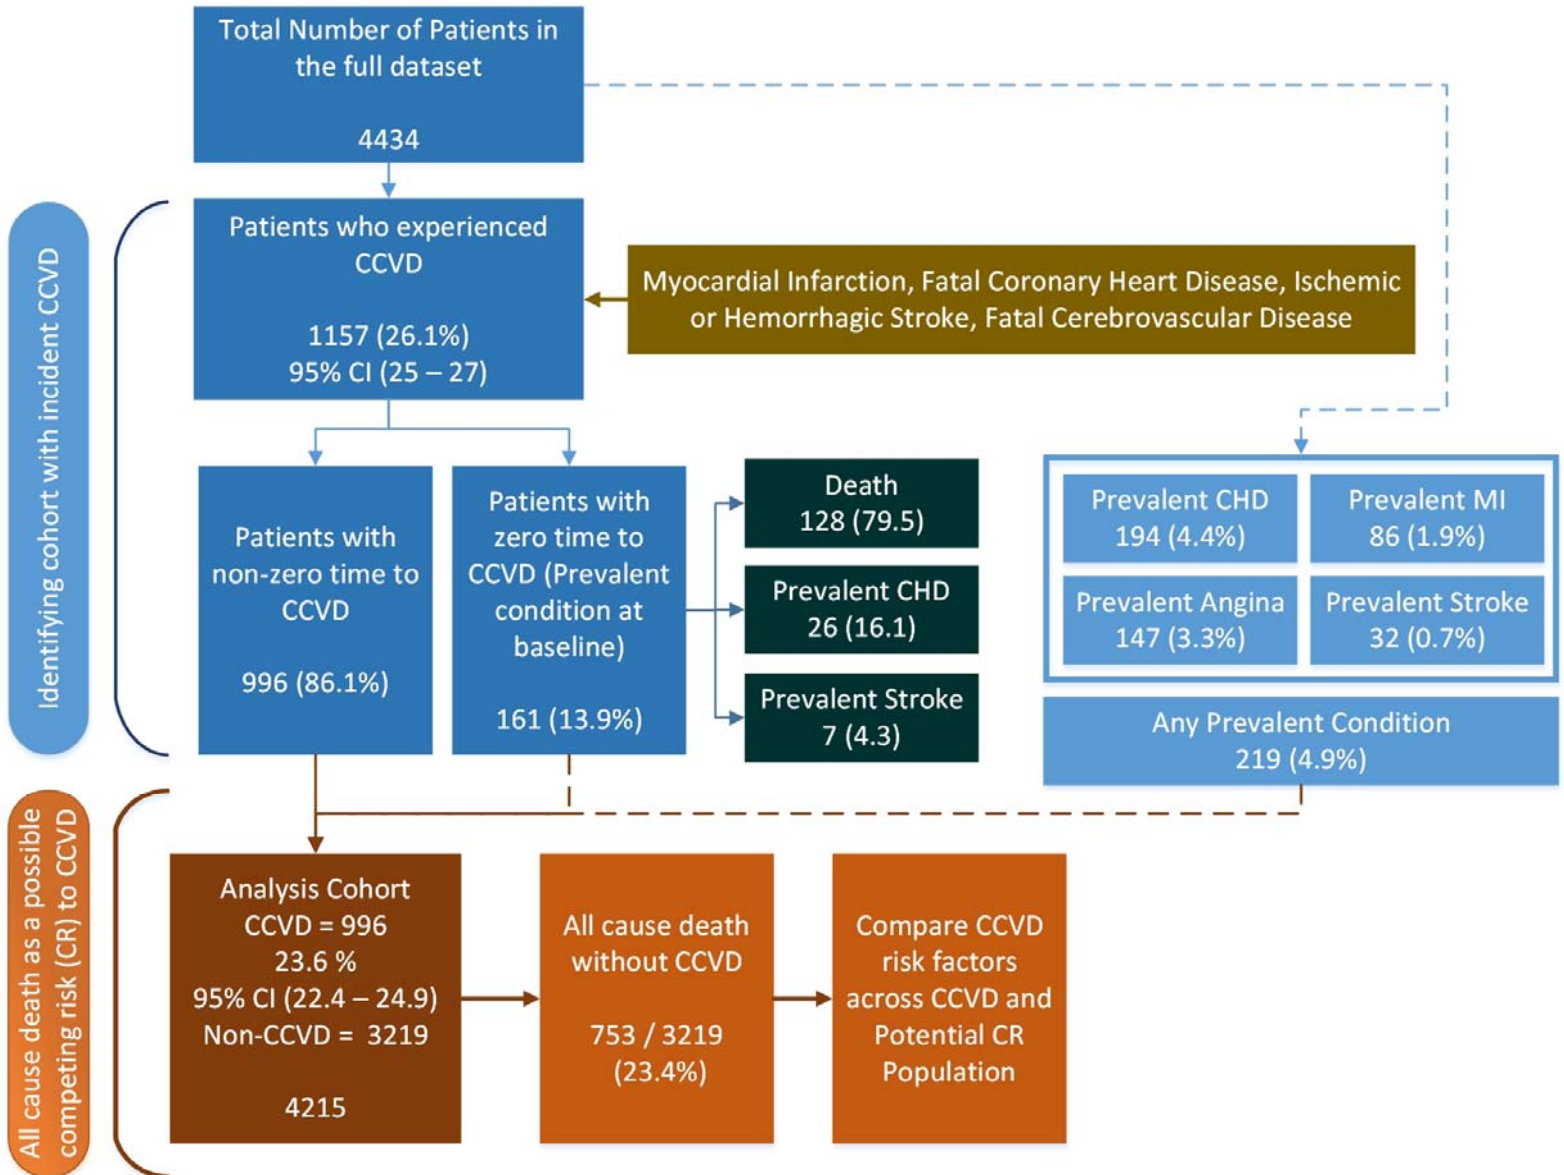 Total Number of Patients in
the full dataset
4434
Identifying cohort with incident CCVD
Patients who experienced
CCVD
1157 (26.1%)
95% CI (25 – 27)
Myocardial Infarction, Fatal Coronary Heart Disease, Ischemic
or Hemorrhagic Stroke, Fatal Cerebrovascular Disease
Patients with
non-zero time to
CCVD
996 (86.1%)
Patients with
zero time to
CCVD (Prevalent
condition at
baseline)
161 (13.9%)
Death
128 (79.5)
Prevalent CHD
26 (16.1)
Prevalent Stroke
7 (4.3)
Prevalent CHD
194 (4.4%)
Prevalent MI
86 (1.9%)
Prevalent Angina
147 (3.3%)
Prevalent Stroke
32 (0.7%)
Any Prevalent Condition
219 (4.9%)
All cause death as a possible
competing risk (CR) to CCVD
Analysis Cohort
CCVD = 996
23.6 %
95% CI (22.4 – 24.9)
Non-CCVD = 3219
4215
All cause death
without CCVD
753 / 3219
(23.4%)
Compare CCVD
risk factors
across CCVD and
Potential CR
Population